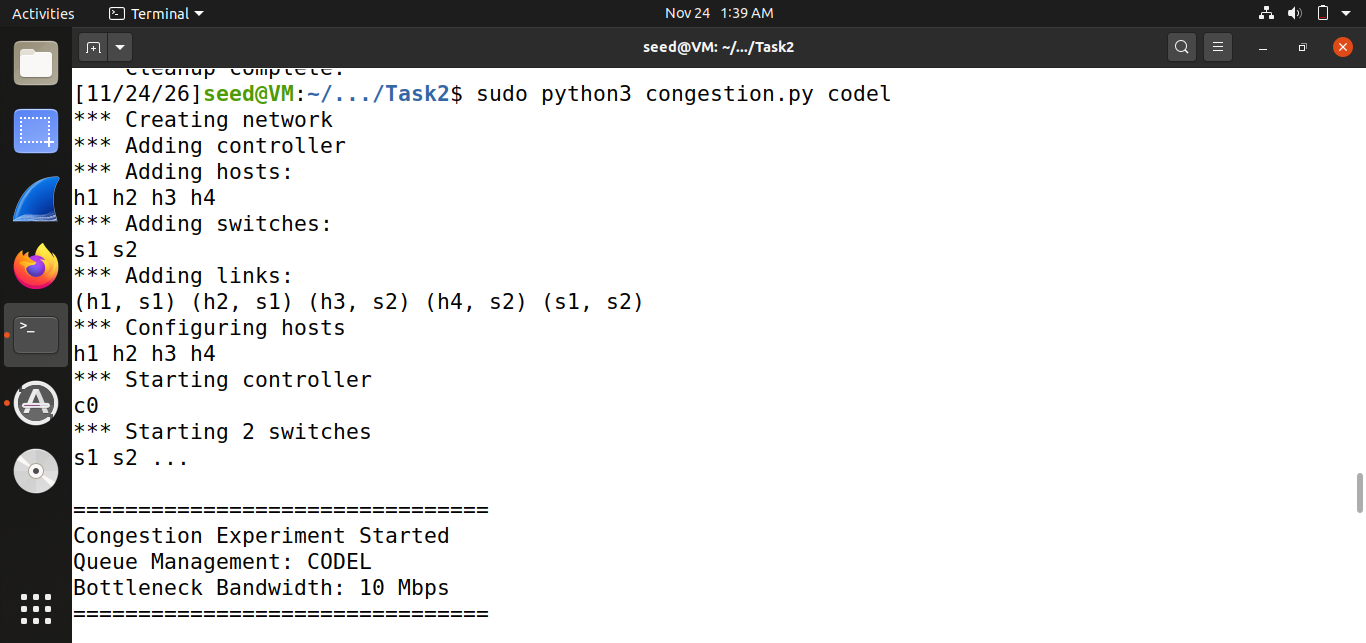 Activities Terminal Nov 24 1:39 AM
seed@VM: ~/.../Task2
Cleanup complete.
[11/24/26]seed@VM:~/.../Task2$ sudo python3 congestion.py codel
*** Creating network
*** Adding controller
*** Adding hosts:
h1 h2 h3 h4
*** Adding switches:
s1 s2
*** Adding links:
(h1, s1) (h2, s1) (h3, s2) (h4, s2) (s1, s2)
*** Configuring hosts
h1 h2 h3 h4
*** Starting controller
c0
*** Starting 2 switches
s1 s2 ...
================================
Congestion Experiment Started
Queue Management: CODEL
Bottleneck Bandwidth: 10 Mbps
================================